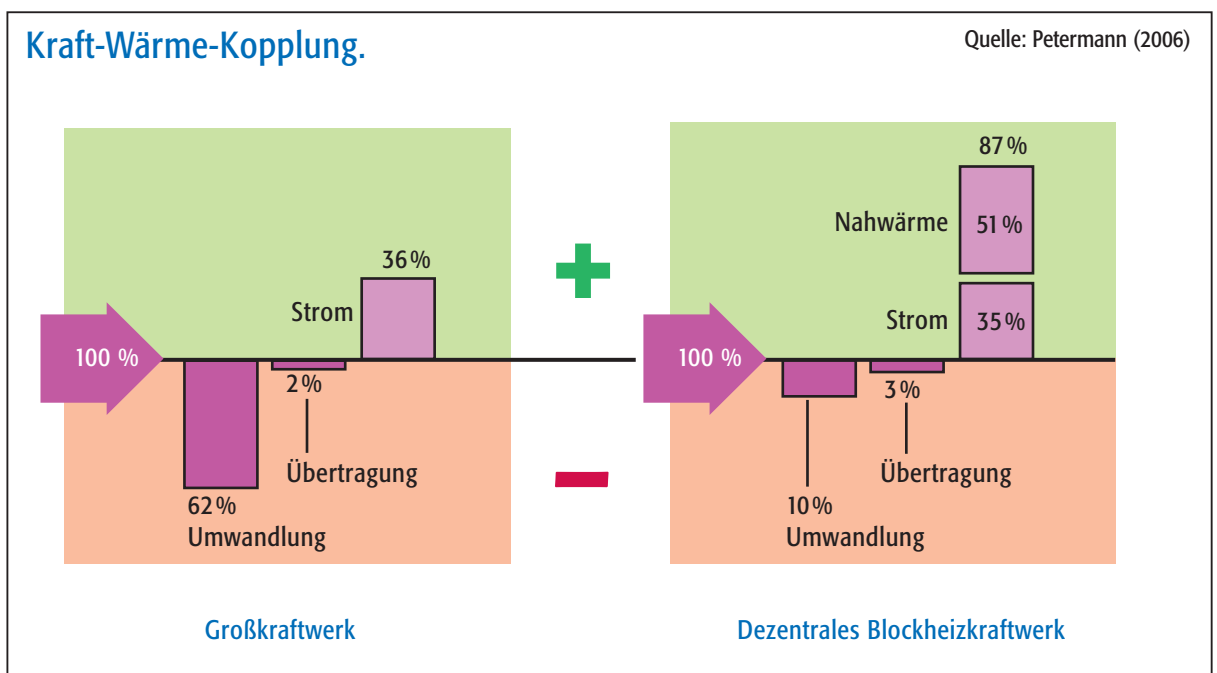 Kraft-Wärme-Kopplung.
Quelle: Petermann (2006)
36 %
Strom
100 %
2 %
Übertragung
62 %
Umwandlung
Großkraftwerk
87 %
Nahwärme
51 %
Strom
35 %
100 %
3 %
Übertragung
10 %
Umwandlung
Dezentrales Blockheizkraftwerk